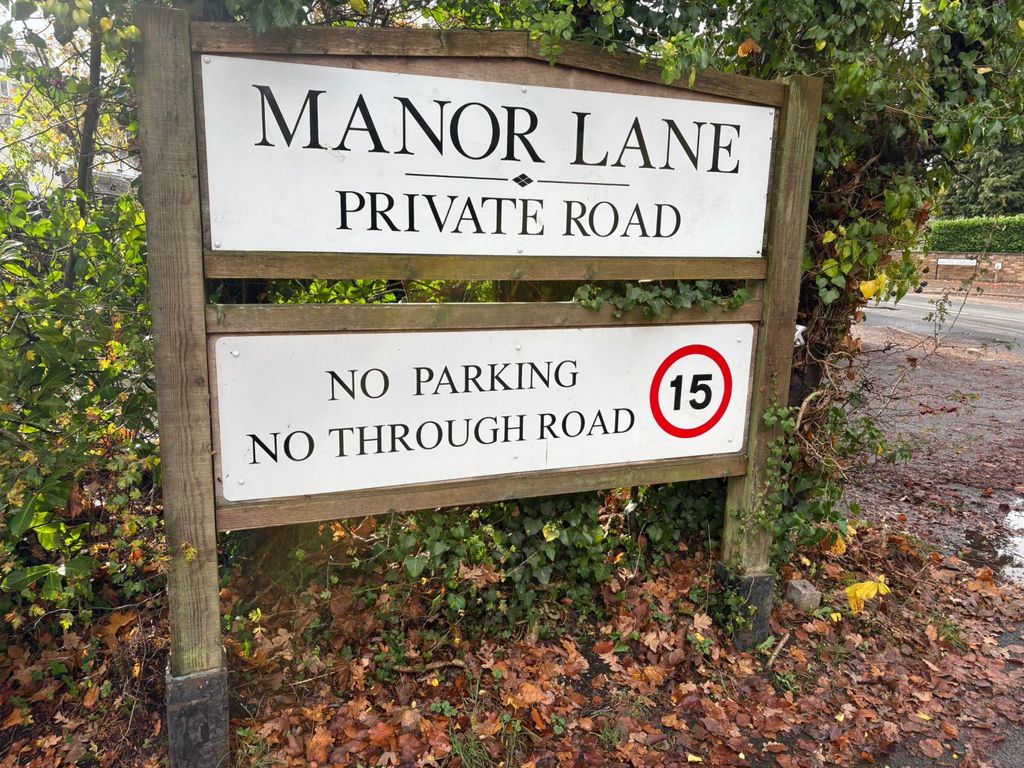 MANOR LANE
PRIVATE ROAD
NO PARKING
NO THROUGH ROAD
15